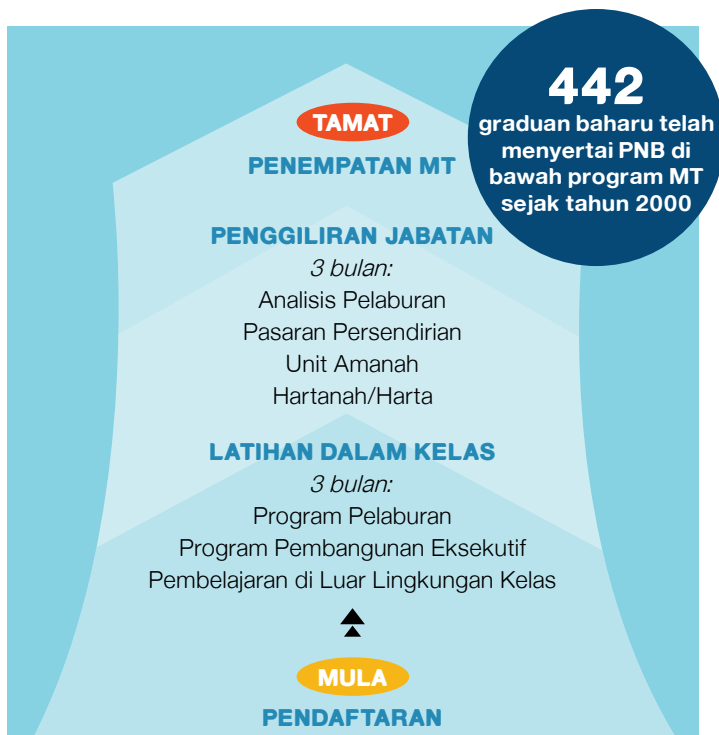 442
graduan baharu telah
menyertai PNB di
bawah program MT
sejak tahun 2000
TAMAT
PENEMPATAN MT
PENGGILIRAN JABATAN
3 bulan:
Analisis Pelaburan
Pasaran Persendirian
Unit Amanah
Hartanah/Harta
LATIHAN DALAM KELAS
3 bulan:
Program Pelaburan
Program Pembangunan Eksekutif
Pembelajaran di Luar Lingkungan Kelas
MULA
PENDAFTARAN